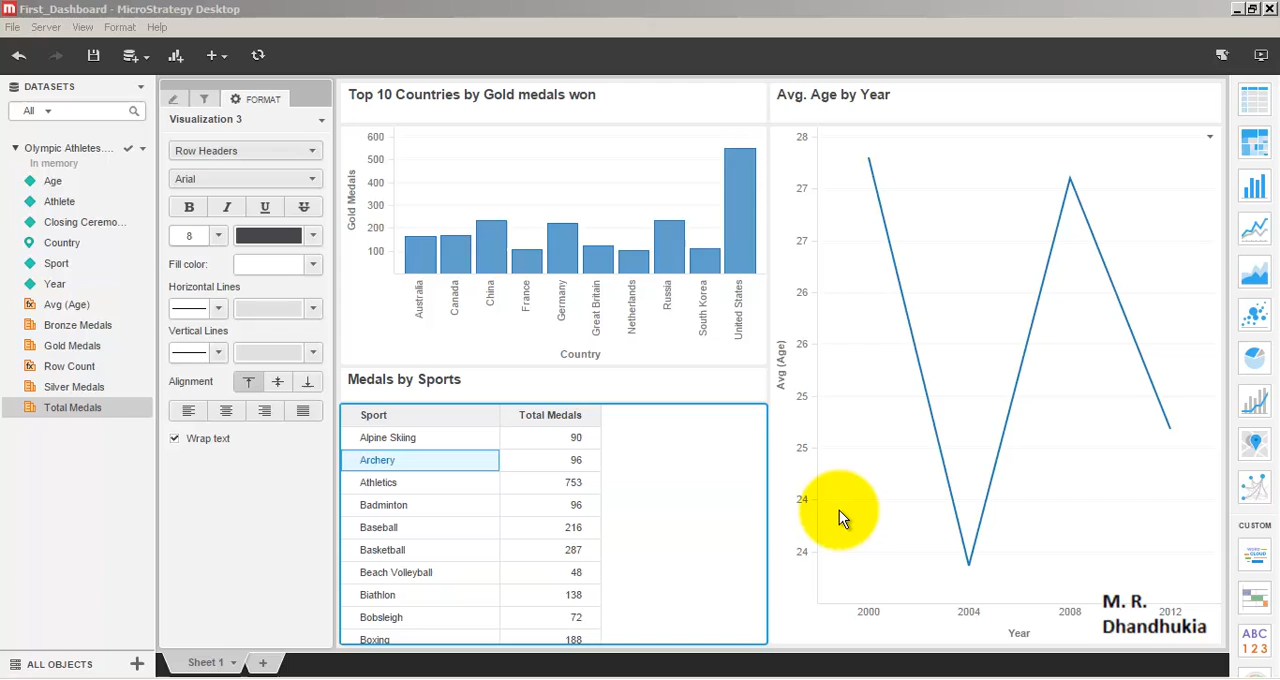 First_Dashboard - MicroStrategy Desktop
File Server View Format Help
DATASETS
All
Olympic Athletes....
In memory
Age
Athlete
Closing Ceremo...
Country
Sport
Year
Avg (Age)
Bronze Medals
Gold Medals
Row Count
Silver Medals
Total Medals
ALL OBJECTS
FORMAT
Visualization 3
Row Headers
Arial
B I U S
8
Fill color:
Horizontal Lines
Vertical Lines
Alignment
Wrap text
Top 10 Countries by Gold medals won
Gold Medals
600
500
400
300
200
100
Australia
Canada
China
France
Germany
Great Britain
Netherlands
Russia
South Korea
United States
Country
Medals by Sports
Sport Total Medals
Alpine Skiing 90
Archery 96
Athletics 753
Badminton 96
Baseball 216
Basketball 287
Beach Volleyball 48
Biathlon 138
Bobsleigh 72
Boxing 188
Avg. Age by Year
Avg (Age)
28
27
27
26
26
25
25
24
24
2000 2004 2008 2012
Year
M. R.
Dhandhukia
CUSTOM
WORD
CLOUD
ABC
123
Sheet 1